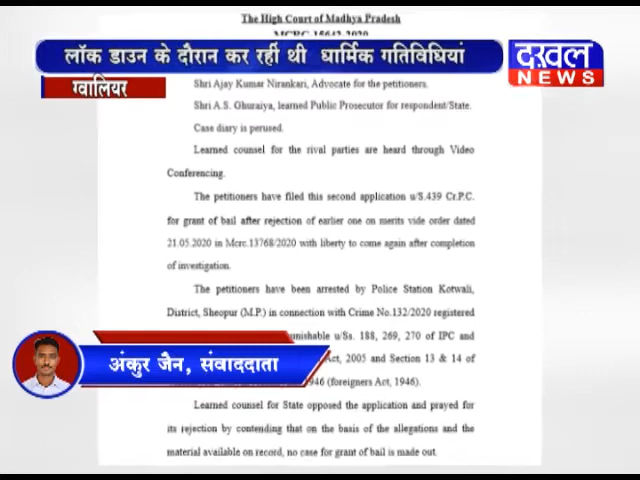 The High Court of Madhya Pradesh
लॉक डाउन के दौरान कर रहीं थी धार्मिक गतिविधियां
दख़ल
NEWS
ग्वालियर
Shri Ajay Kumar Nirankari, Advocate for the petitioners.
Shri A.S. Ghuraiya, learned Public Prosecutor for respondent/State.
Case diary is perused.
Learned counsel for the rival parties are heard through Video
Conferencing.
The petitioners have filed this second application u/S.439 Cr.P.C.
for grant of bail after rejection of earlier one on merits vide order dated
21.05.2020 in Mcrc.13768/2020 with liberty to come again after completion
of investigation.
The petitioners have been arrested by Police Station Kotwali,
District, Sheopur (M.P.) in connection with Crime No.132/2020 registered
u/Ss. 188, 269, 270 of IPC and
अंकुर जैन, संवाददाता
Act, 2005 and Section 13 & 14 of
1946 (foreigners Act, 1946).
Learned counsel for State opposed the application and prayed for
its rejection by contending that on the basis of the allegations and the
material available on record, no case for grant of bail is made out.